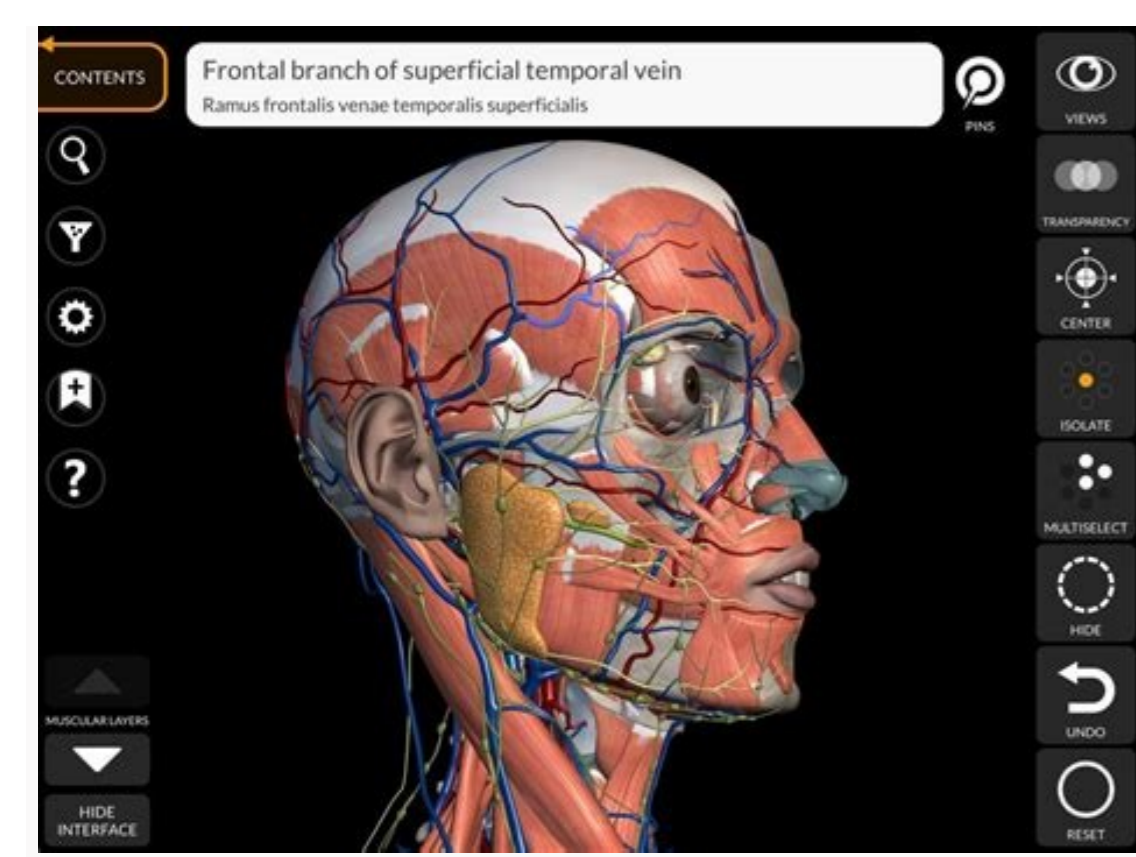 CONTENTS
Frontal branch of superficial temporal vein
Ramus frontalis venae temporalis superficialis
PINS
VIEWS
TRANSPARENCY
CENTER
ISOLATE
MULTISELECT
HIDE
UNDO
RESET
?
MUSCULAR LAYERS
HIDE
INTERFACE